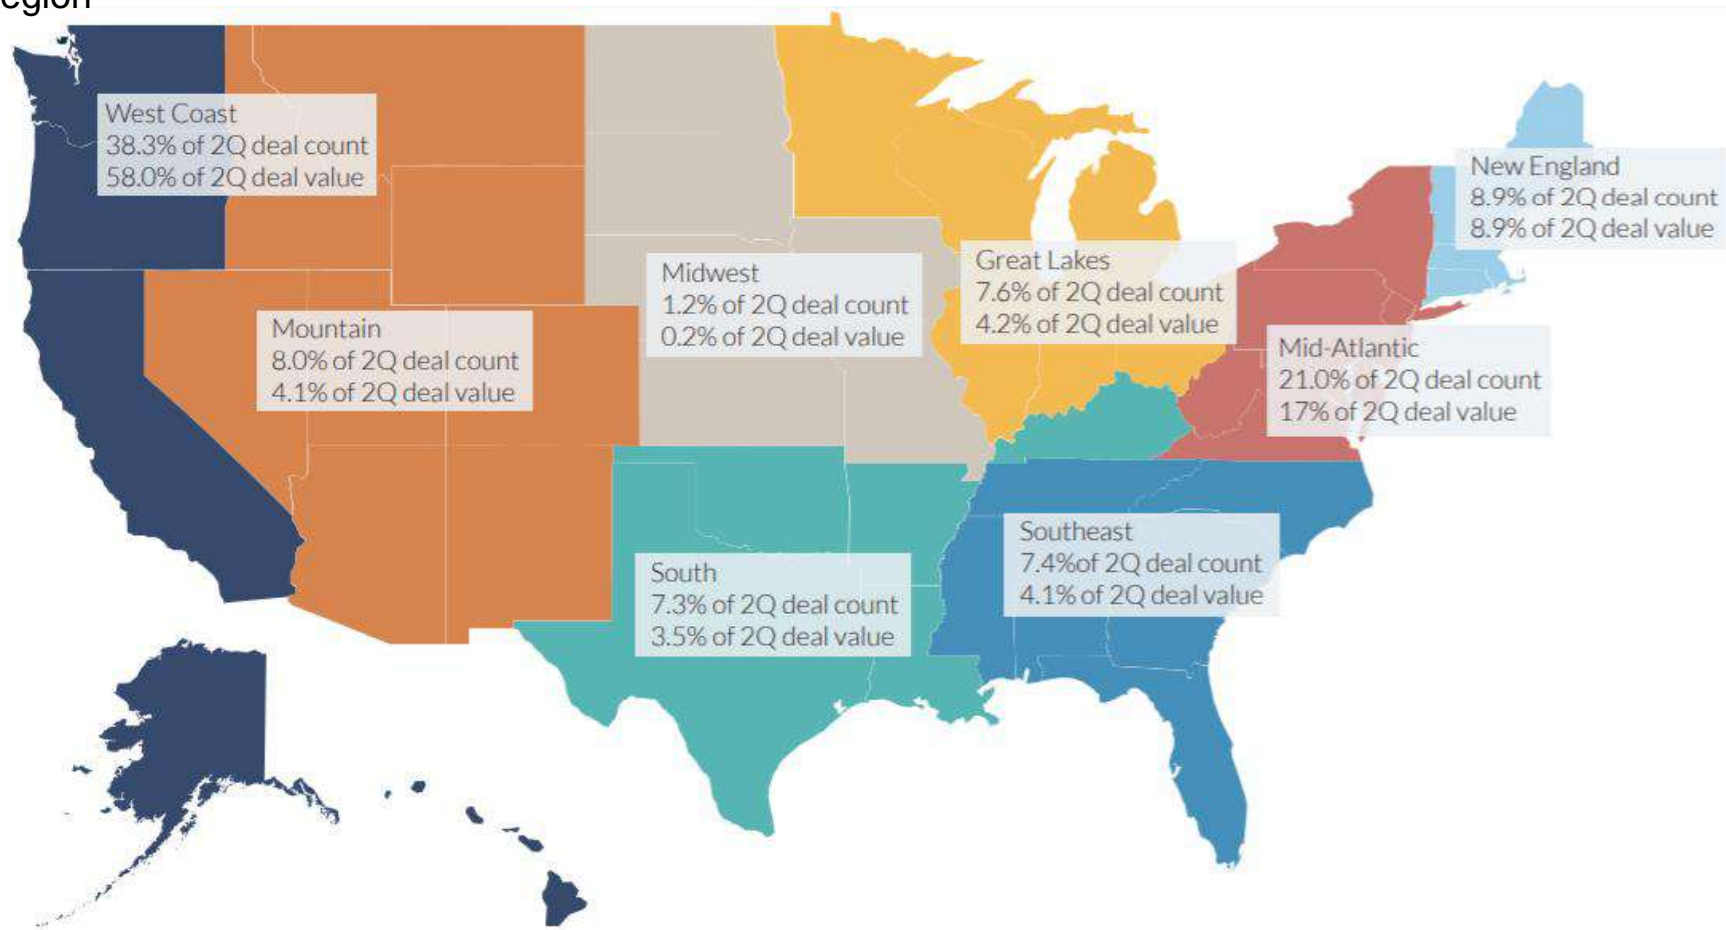 egion
West Coast
38.3% of 2Q deal count
58.0% of 2Q deal value
New England
8.9% of 2Q deal count
8.9% of 2Q deal value
Midwest
1.2% of 2Q deal count
0.2% of 2Q deal value
Great Lakes
7.6% of 2Q deal count
4.2% of 2Q deal value
Mountain
8.0% of 2Q deal count
4.1% of 2Q deal value
Mid-Atlantic
21.0% of 2Q deal count
17% of 2Q deal value
Southeast
7.4%of 2Q deal count
4.1% of 2Q deal value
South
7.3% of 2Q deal count
3.5% of 2Q deal value